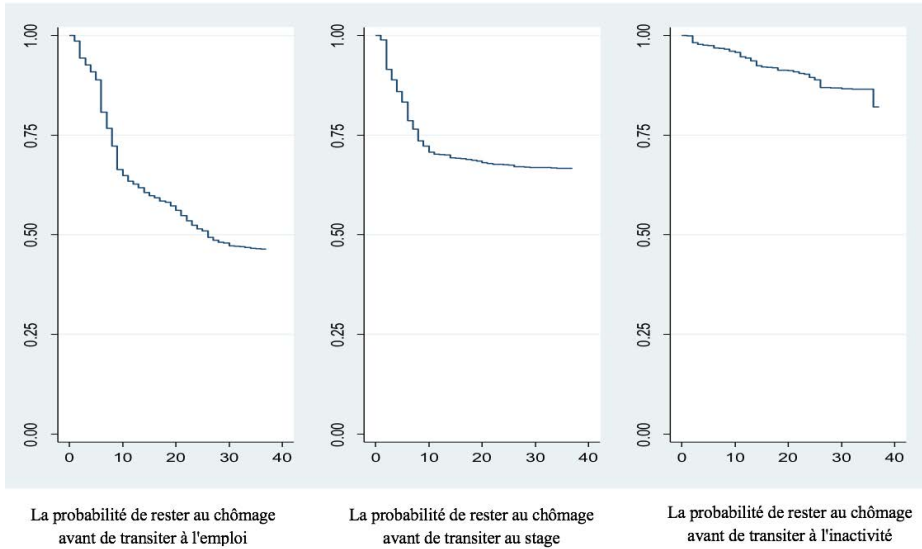 1.00
0.75
0.50
0.25
0.00
0 10 20 30 40
1.00
0.75
0.50
0.25
0.00
0 10 20 30 40
1.00
0.75
0.50
0.25
0.00
0 10 20 30 40
La probabilité de rester au chômage
avant de transiter à l'emploi
La probabilité de rester au chômage
avant de transiter au stage
La probabilité de rester au chômage
avant de transiter à l'inactivité